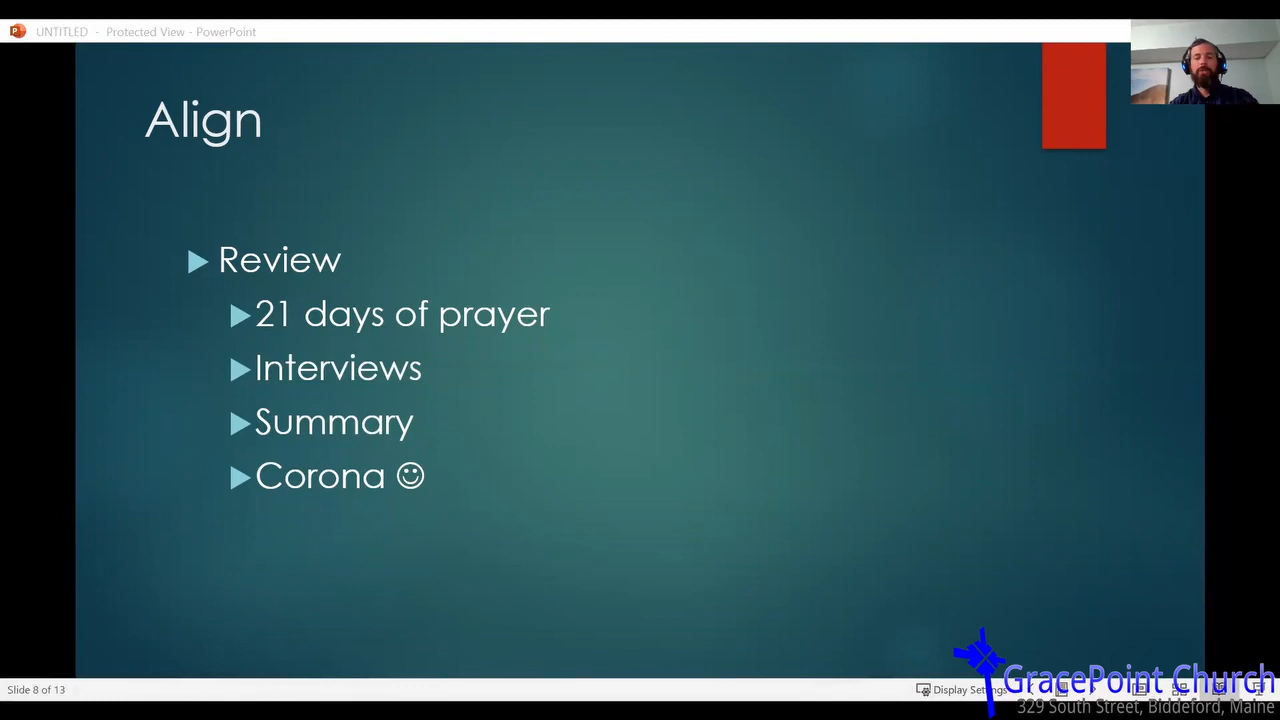 UNTITLED - Protected View - PowerPoint
Align
Review
21 days of prayer
Interviews
Summary
Corona ☺
Slide 8 of 13
Display Settings
GracePoint Church
329 South Street, Biddeford, Maine